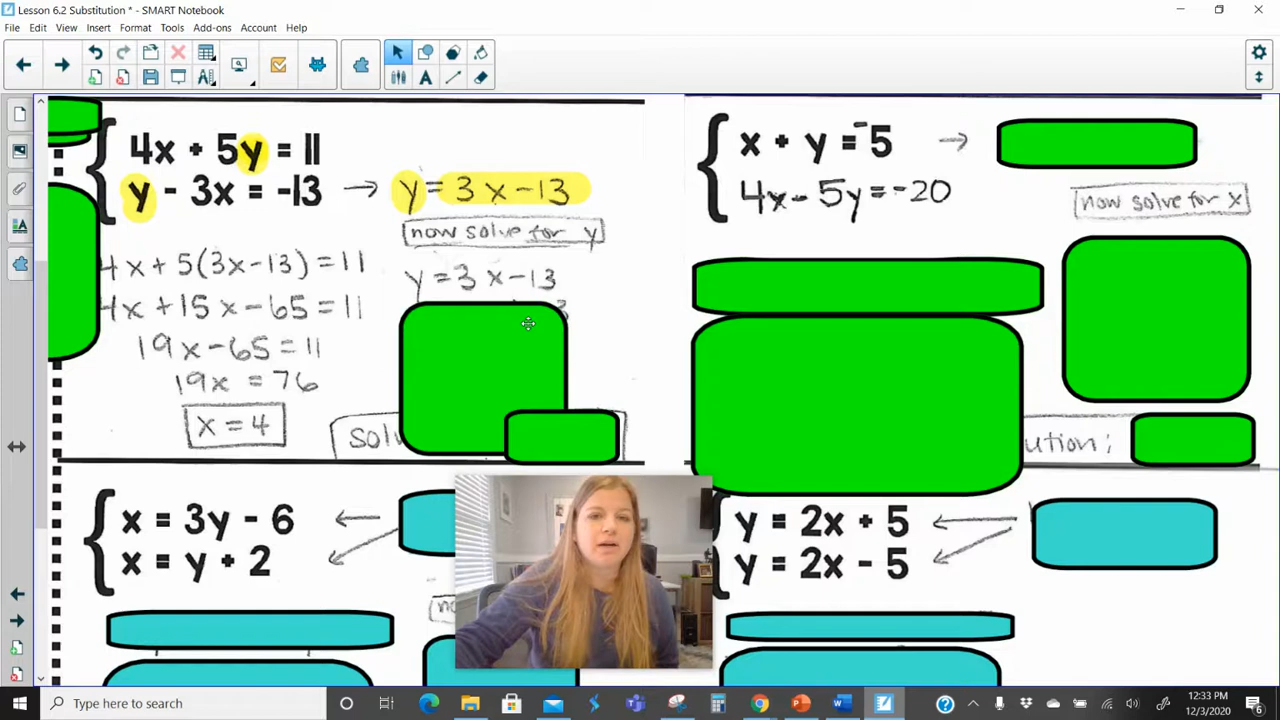 Lesson 6.2 Substitution * - SMART Notebook
File Edit View Insert Format Tools Add-ons Account Help
4x + 5y = 11
y - 3x = -13 → y = 3x - 13
now solve for y
4x + 5(3x-13) = 11
y = 3x - 13
4x + 15x - 65 = 11
3
19x - 65 = 11
19x = 76
x = 4
solu
x + y = -5 →
4x - 5y = -20
now solve for x
ution:
x = 3y - 6 ←
x = y + 2
y = 2x + 5 ←
y = 2x - 5
Type here to search
12:33 PM
12/3/2020
6